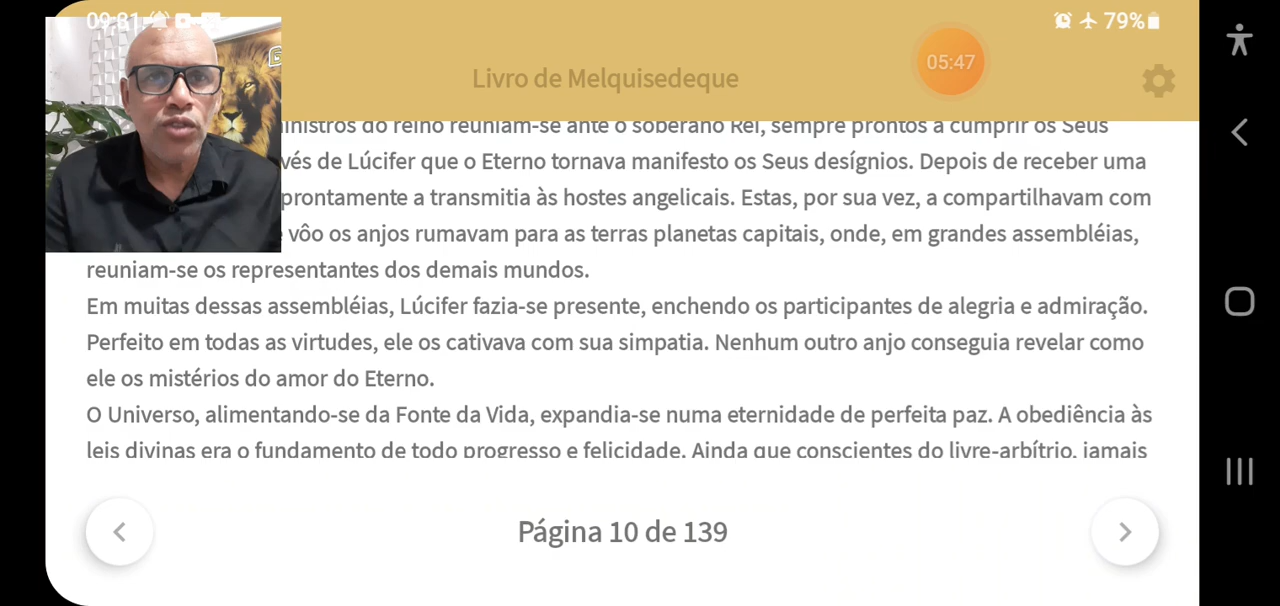 09:31
79%
05:47
Livro de Melquisedeque
ministros do reino reuniam-se ante o soberano Rei, sempre prontos a cumprir os Seus
vés de Lúcifer que o Eterno tornava manifesto os Seus desígnios. Depois de receber uma
prontamente a transmitia às hostes angelicais. Estas, por sua vez, a compartilhavam com
vôo os anjos rumavam para as terras planetas capitais, onde, em grandes assembléias,
reuniam-se os representantes dos demais mundos.
Em muitas dessas assembléias, Lúcifer fazia-se presente, enchendo os participantes de alegria e admiração.
Perfeito em todas as virtudes, ele os cativava com sua simpatia. Nenhum outro anjo conseguia revelar como
ele os mistérios do amor do Eterno.
O Universo, alimentando-se da Fonte da Vida, expandia-se numa eternidade de perfeita paz. A obediência às
leis divinas era o fundamento de todo progresso e felicidade. Ainda que conscientes do livre-arbítrio, jamais
Página 10 de 139